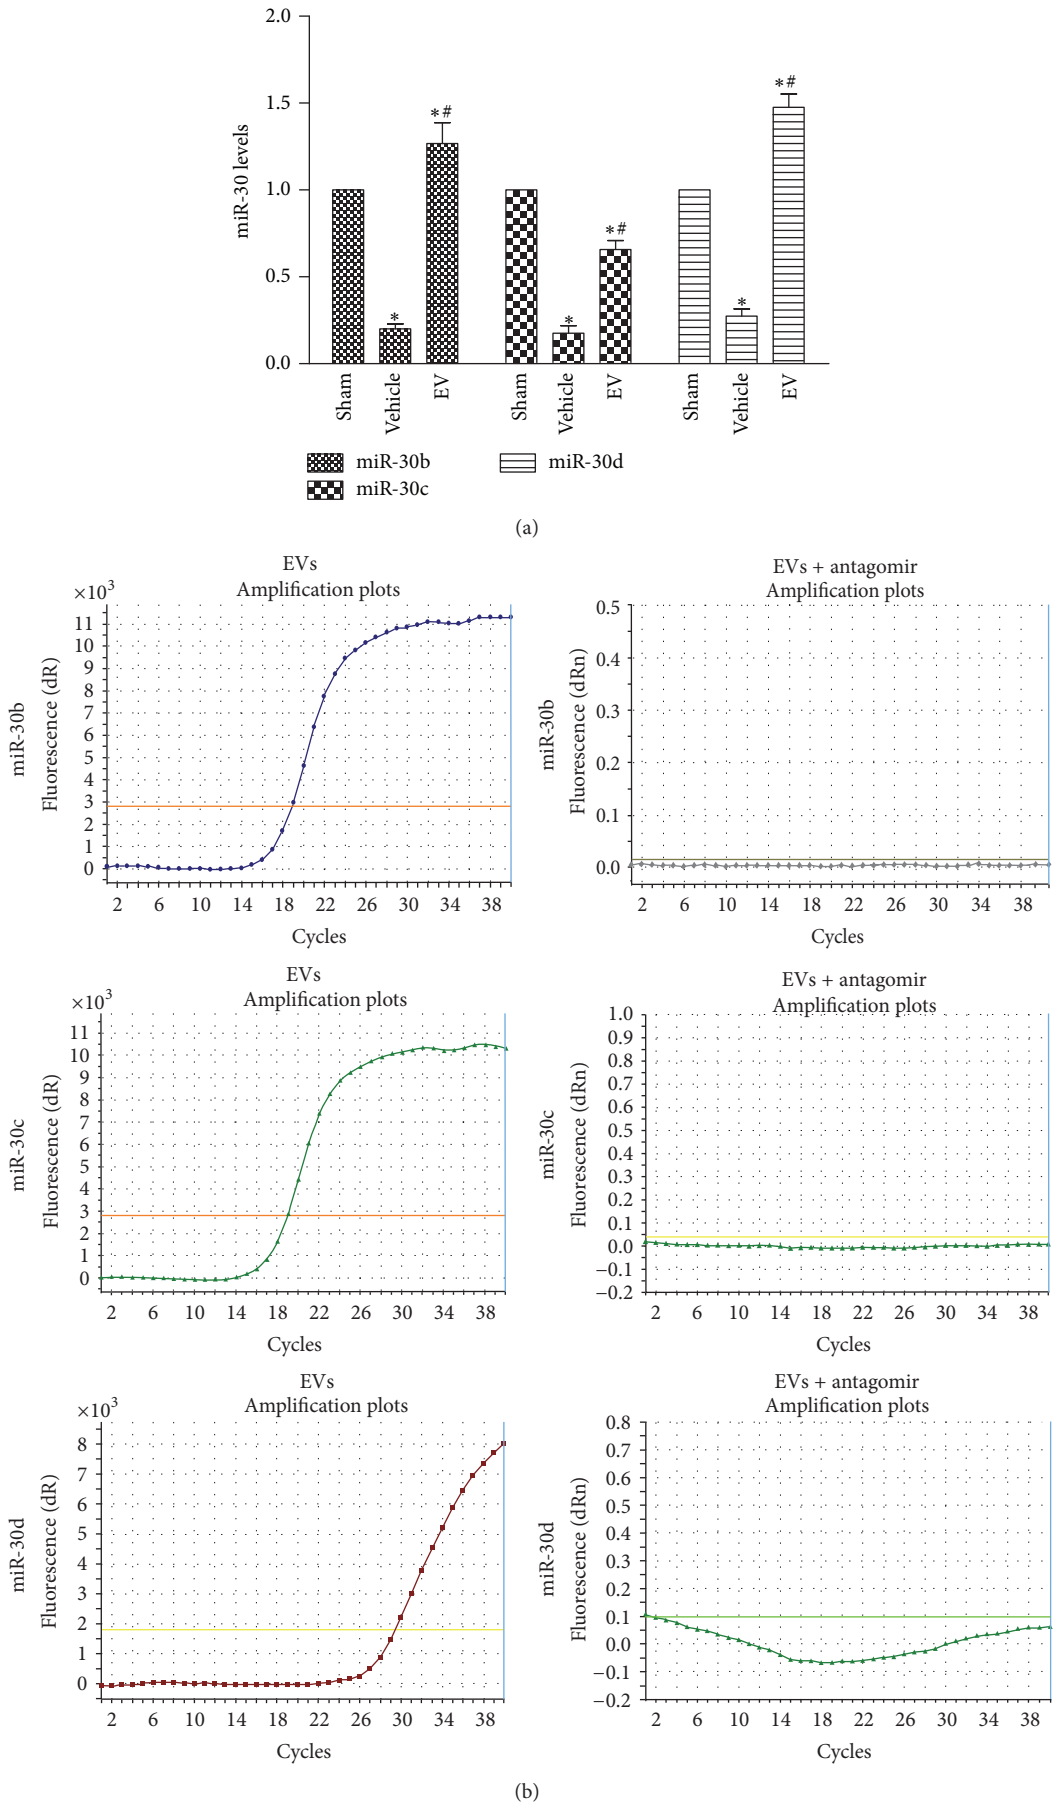 2.0
1.5
1.0
0.5
0.0
miR-30 levels
*
*#
*
*#
*
*#
Sham
Vehicle
EV
Sham
Vehicle
EV
Sham
Vehicle
EV
miR-30b
miR-30d
miR-30c
(a)
EVs
Amplification plots
×10³
11
10
9
8
7
6
5
4
3
2
1
0
miR-30b
Fluorescence (dR)
2 6 10 14 18 22 26 30 34 38
Cycles
EVs + antagomir
Amplification plots
0.5
0.4
0.3
0.2
0.1
0.0
miR-30b
Fluorescence (dRn)
2 6 10 14 18 22 26 30 34 38
Cycles
EVs
Amplification plots
×10³
11
10
9
8
7
6
5
4
3
2
1
0
miR-30c
Fluorescence (dR)
2 6 10 14 18 22 26 30 34 38
Cycles
EVs + antagomir
Amplification plots
1.0
0.9
0.8
0.7
0.6
0.5
0.4
0.3
0.2
0.1
0.0
−0.1
−0.2
miR-30c
Fluorescence (dRn)
2 6 10 14 18 22 26 30 34 38
Cycles
EVs
Amplification plots
×10³
8
7
6
5
4
3
2
1
0
miR-30d
Fluorescence (dR)
2 6 10 14 18 22 26 30 34 38
Cycles
EVs + antagomir
Amplification plots
0.8
0.7
0.6
0.5
0.4
0.3
0.2
0.1
0.0
−0.1
−0.2
miR-30d
Fluorescence (dRn)
2 6 10 14 18 22 26 30 34 38
Cycles
(b)